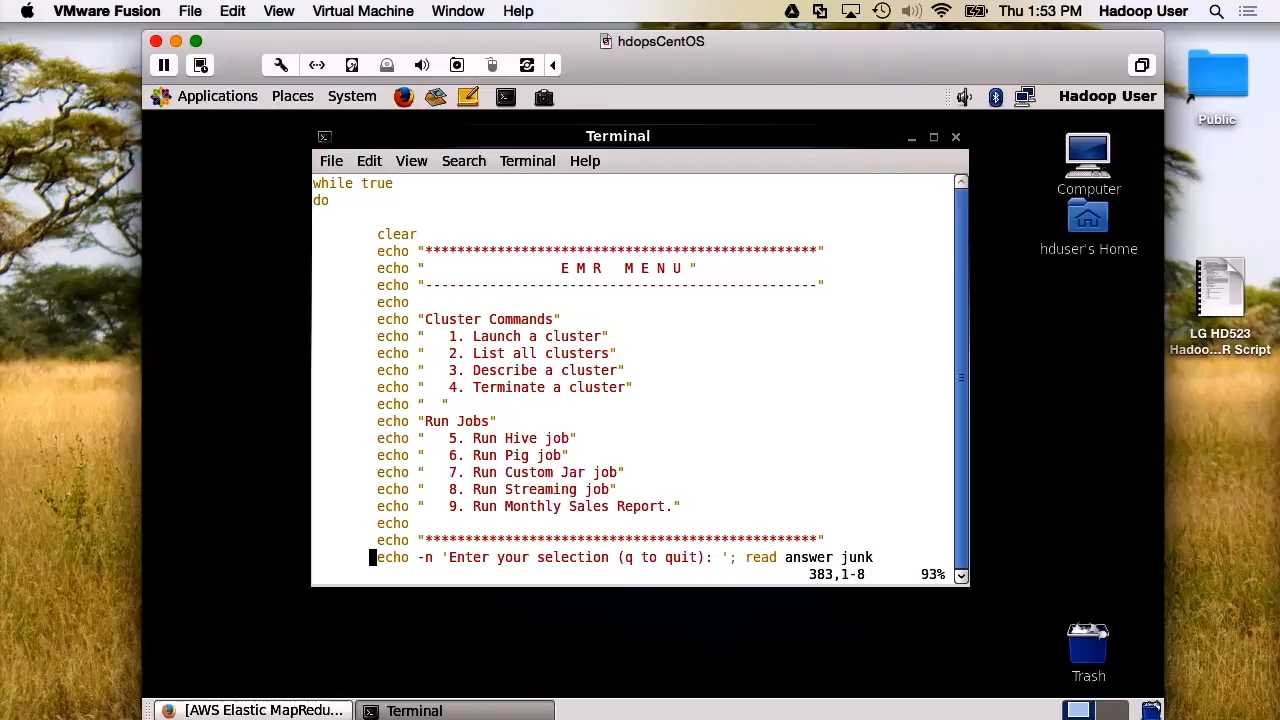 VMware Fusion File Edit View Virtual Machine Window Help Thu 1:53 PM Hadoop User
hdopsCentOS
Applications Places System Hadoop User
Public
Terminal
File Edit View Search Terminal Help
while true
do
clear
echo "*************************************************"
echo " E M R M E N U "
echo "-------------------------------------------------"
echo
echo "Cluster Commands"
echo " 1. Launch a cluster"
echo " 2. List all clusters"
echo " 3. Describe a cluster"
echo " 4. Terminate a cluster"
echo " "
echo "Run Jobs"
echo " 5. Run Hive job"
echo " 6. Run Pig job"
echo " 7. Run Custom Jar job"
echo " 8. Run Streaming job"
echo " 9. Run Monthly Sales Report."
echo
echo "*************************************************"
echo -n 'Enter your selection (q to quit): '; read answer junk
383,1-8 93%
Computer
hduser's Home
LG HD523
Hadoo...R Script
Trash
[AWS Elastic MapRedu... Terminal